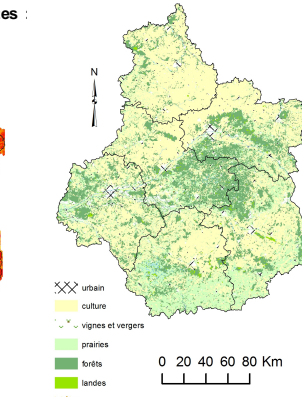 es :
N
urbain
culture
vignes et vergers
prairies
forêts
landes
0 20 40 60 80 Km